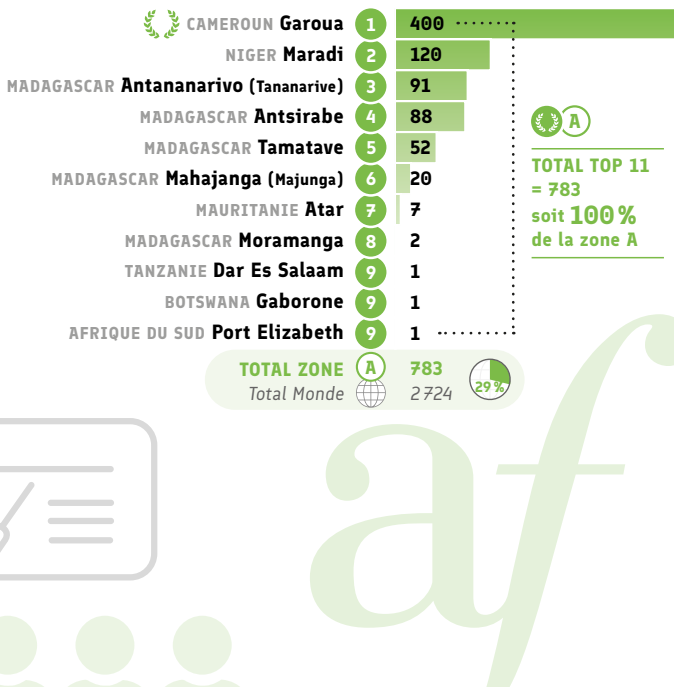 CAMEROUN Garoua 1 400
NIGER Maradi 2 120
MADAGASCAR Antananarivo (Tananarive) 3 91
MADAGASCAR Antsirabe 4 88
MADAGASCAR Tamatave 5 52
MADAGASCAR Mahajanga (Majunga) 6 20
MAURITANIE Atar 7 7
MADAGASCAR Moramanga 8 2
TANZANIE Dar Es Salaam 9 1
BOTSWANA Gaborone 9 1
AFRIQUE DU SUD Port Elizabeth 9 1
A
TOTAL TOP 11
= 783
soit 100 %
de la zone A
TOTAL ZONE A 783
Total Monde 2 724
29 %
af